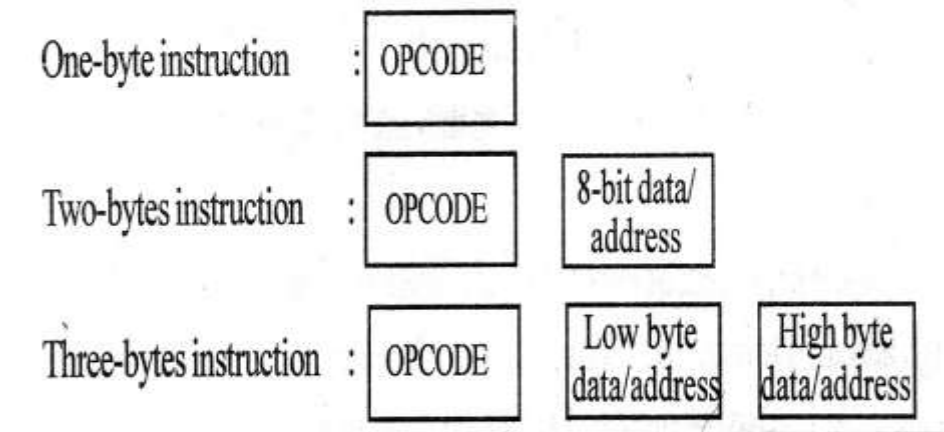 One-byte instruction : OPCODE
Two-bytes instruction : OPCODE 8-bit data/
address
Three-bytes instruction : OPCODE Low byte High byte
data/address data/address